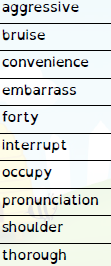 aggressive
bruise
convenience
embarrass
forty
interrupt
occupy
pronunciation
shoulder
thorough